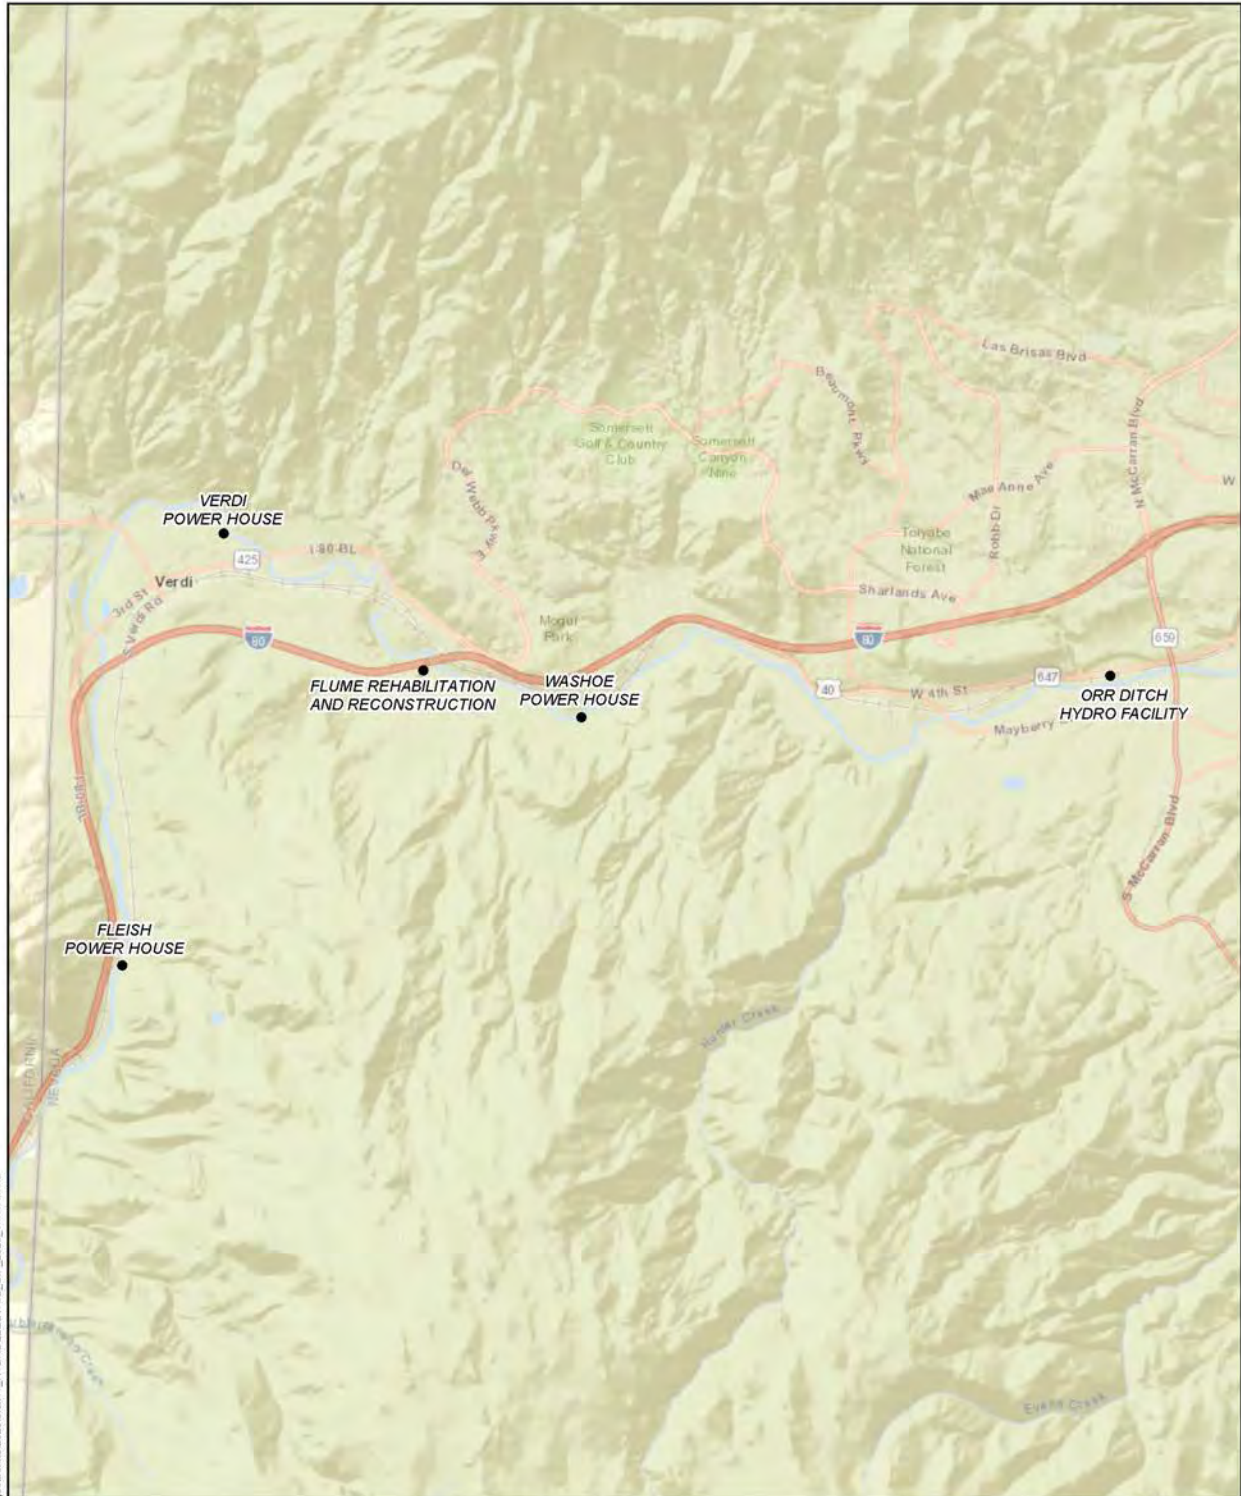 Las Brisas Blvd
Beaumont Pkwy
N McCarran Blvd
Somersett
Golf & Country
Club
Somersett
Canyon
Nine
Del Webb Pkwy E
Mae Anne Ave
W
Robb Dr
VERDI
POWER HOUSE
Toiyabe
National
Forest
425
I-80-BL
3rd St
Verdi
Sharlands Ave
S Verdi Rd
Mogul
Park
80
80
659
FLUME REHABILITATION
AND RECONSTRUCTION
WASHOE
POWER HOUSE
40
W 4th St
647
ORR DITCH
HYDRO FACILITY
Mayberry
I-80-BL
S McCarran Blvd
FLEISH
POWER HOUSE
Hunter Creek
CALIFORNIA
NEVADA
Evans Creek